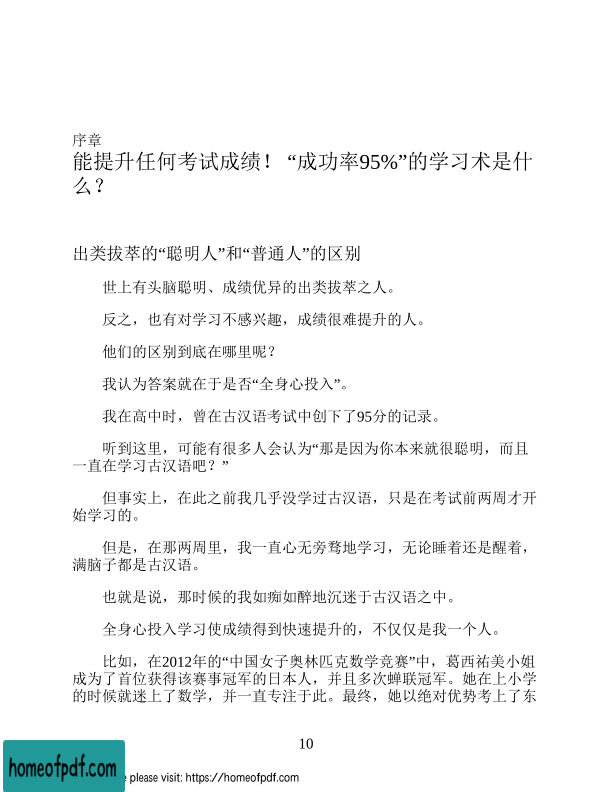 序章
能提升任何考试成绩！“成功率95%”的学习术是什
么？
出类拔萃的“聪明人”和“普通人”的区别
世上有头脑聪明、成绩优异的出类拔萃之人。
反之，也有对学习不感兴趣，成绩很难提升的人。
他们的区别到底在哪里呢？
我认为答案就在于是否“全身心投入”。
我在高中时，曾在古汉语考试中创下了95分的记录。
听到这里，可能有很多人会认为“那是因为你本来就很聪明，而且
一直在学习古汉语吧？”
但事实上，在此之前我几乎没学过古汉语，只是在考试前两周才开
始学习的。
但是，在那两周里，我一直心无旁骛地学习，无论睡着还是醒着，
满脑子都是古汉语。
也就是说，那时候的我如痴如醉地沉迷于古汉语之中。
全身心投入学习使成绩得到快速提升的，不仅仅是我一个人。
比如，在2012年的“中国女子奥林匹克数学竞赛”中，葛西祐美小姐
成为了首位获得该赛事冠军的日本人，并且多次蝉联冠军。她在上小学
的时候就迷上了数学，并一直专注于此。最终，她以绝对优势考上了东
10
homeofpdf.com
please visit: https://homeofpdf.com